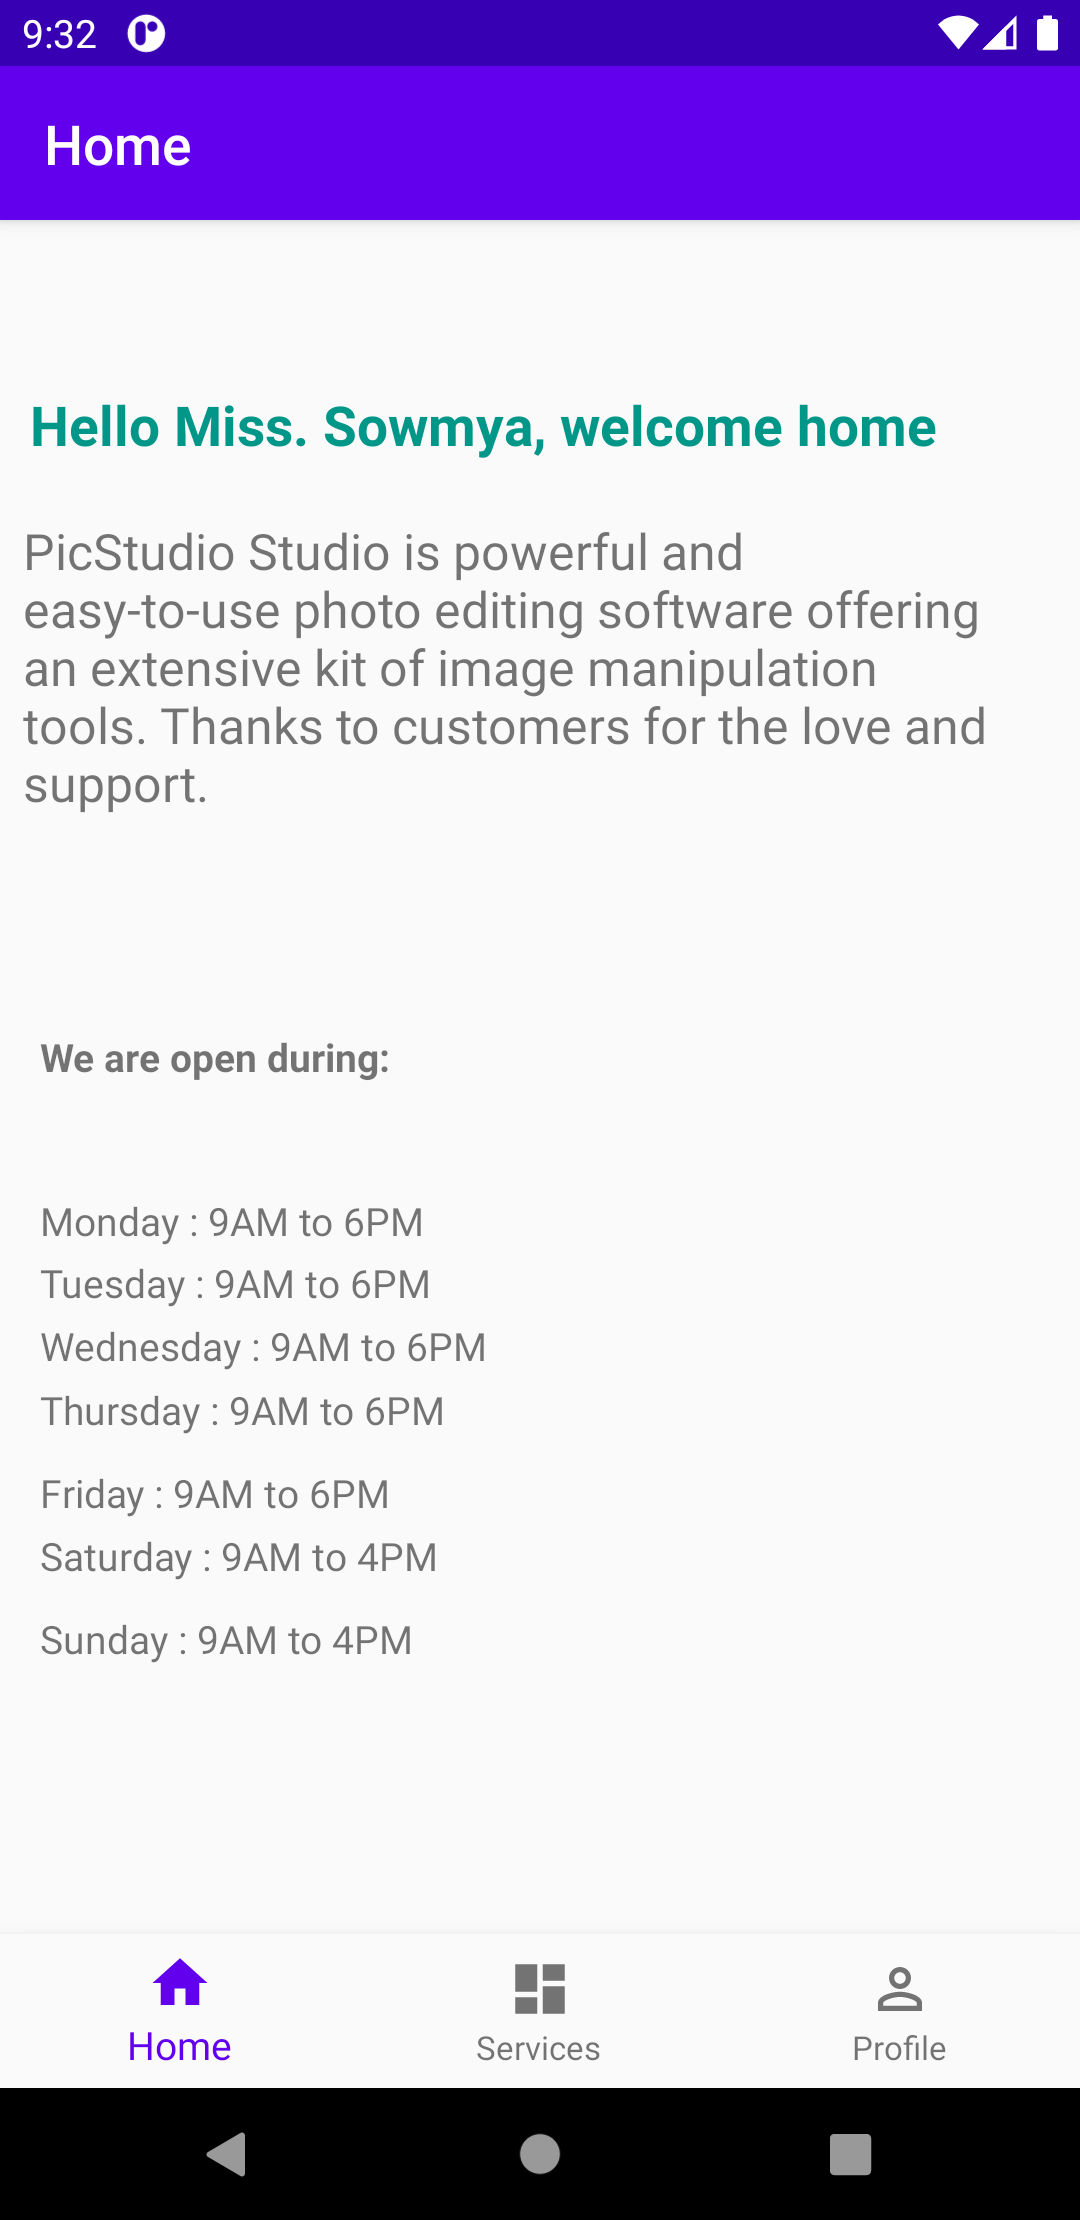 9:32
Home
Hello Miss. Sowmya, welcome home
PicStudio Studio is powerful and
easy-to-use photo editing software offering
an extensive kit of image manipulation
tools. Thanks to customers for the love and
support.
We are open during:
Monday : 9AM to 6PM
Tuesday : 9AM to 6PM
Wednesday : 9AM to 6PM
Thursday : 9AM to 6PM
Friday : 9AM to 6PM
Saturday : 9AM to 4PM
Sunday : 9AM to 4PM
Home
Services
Profile